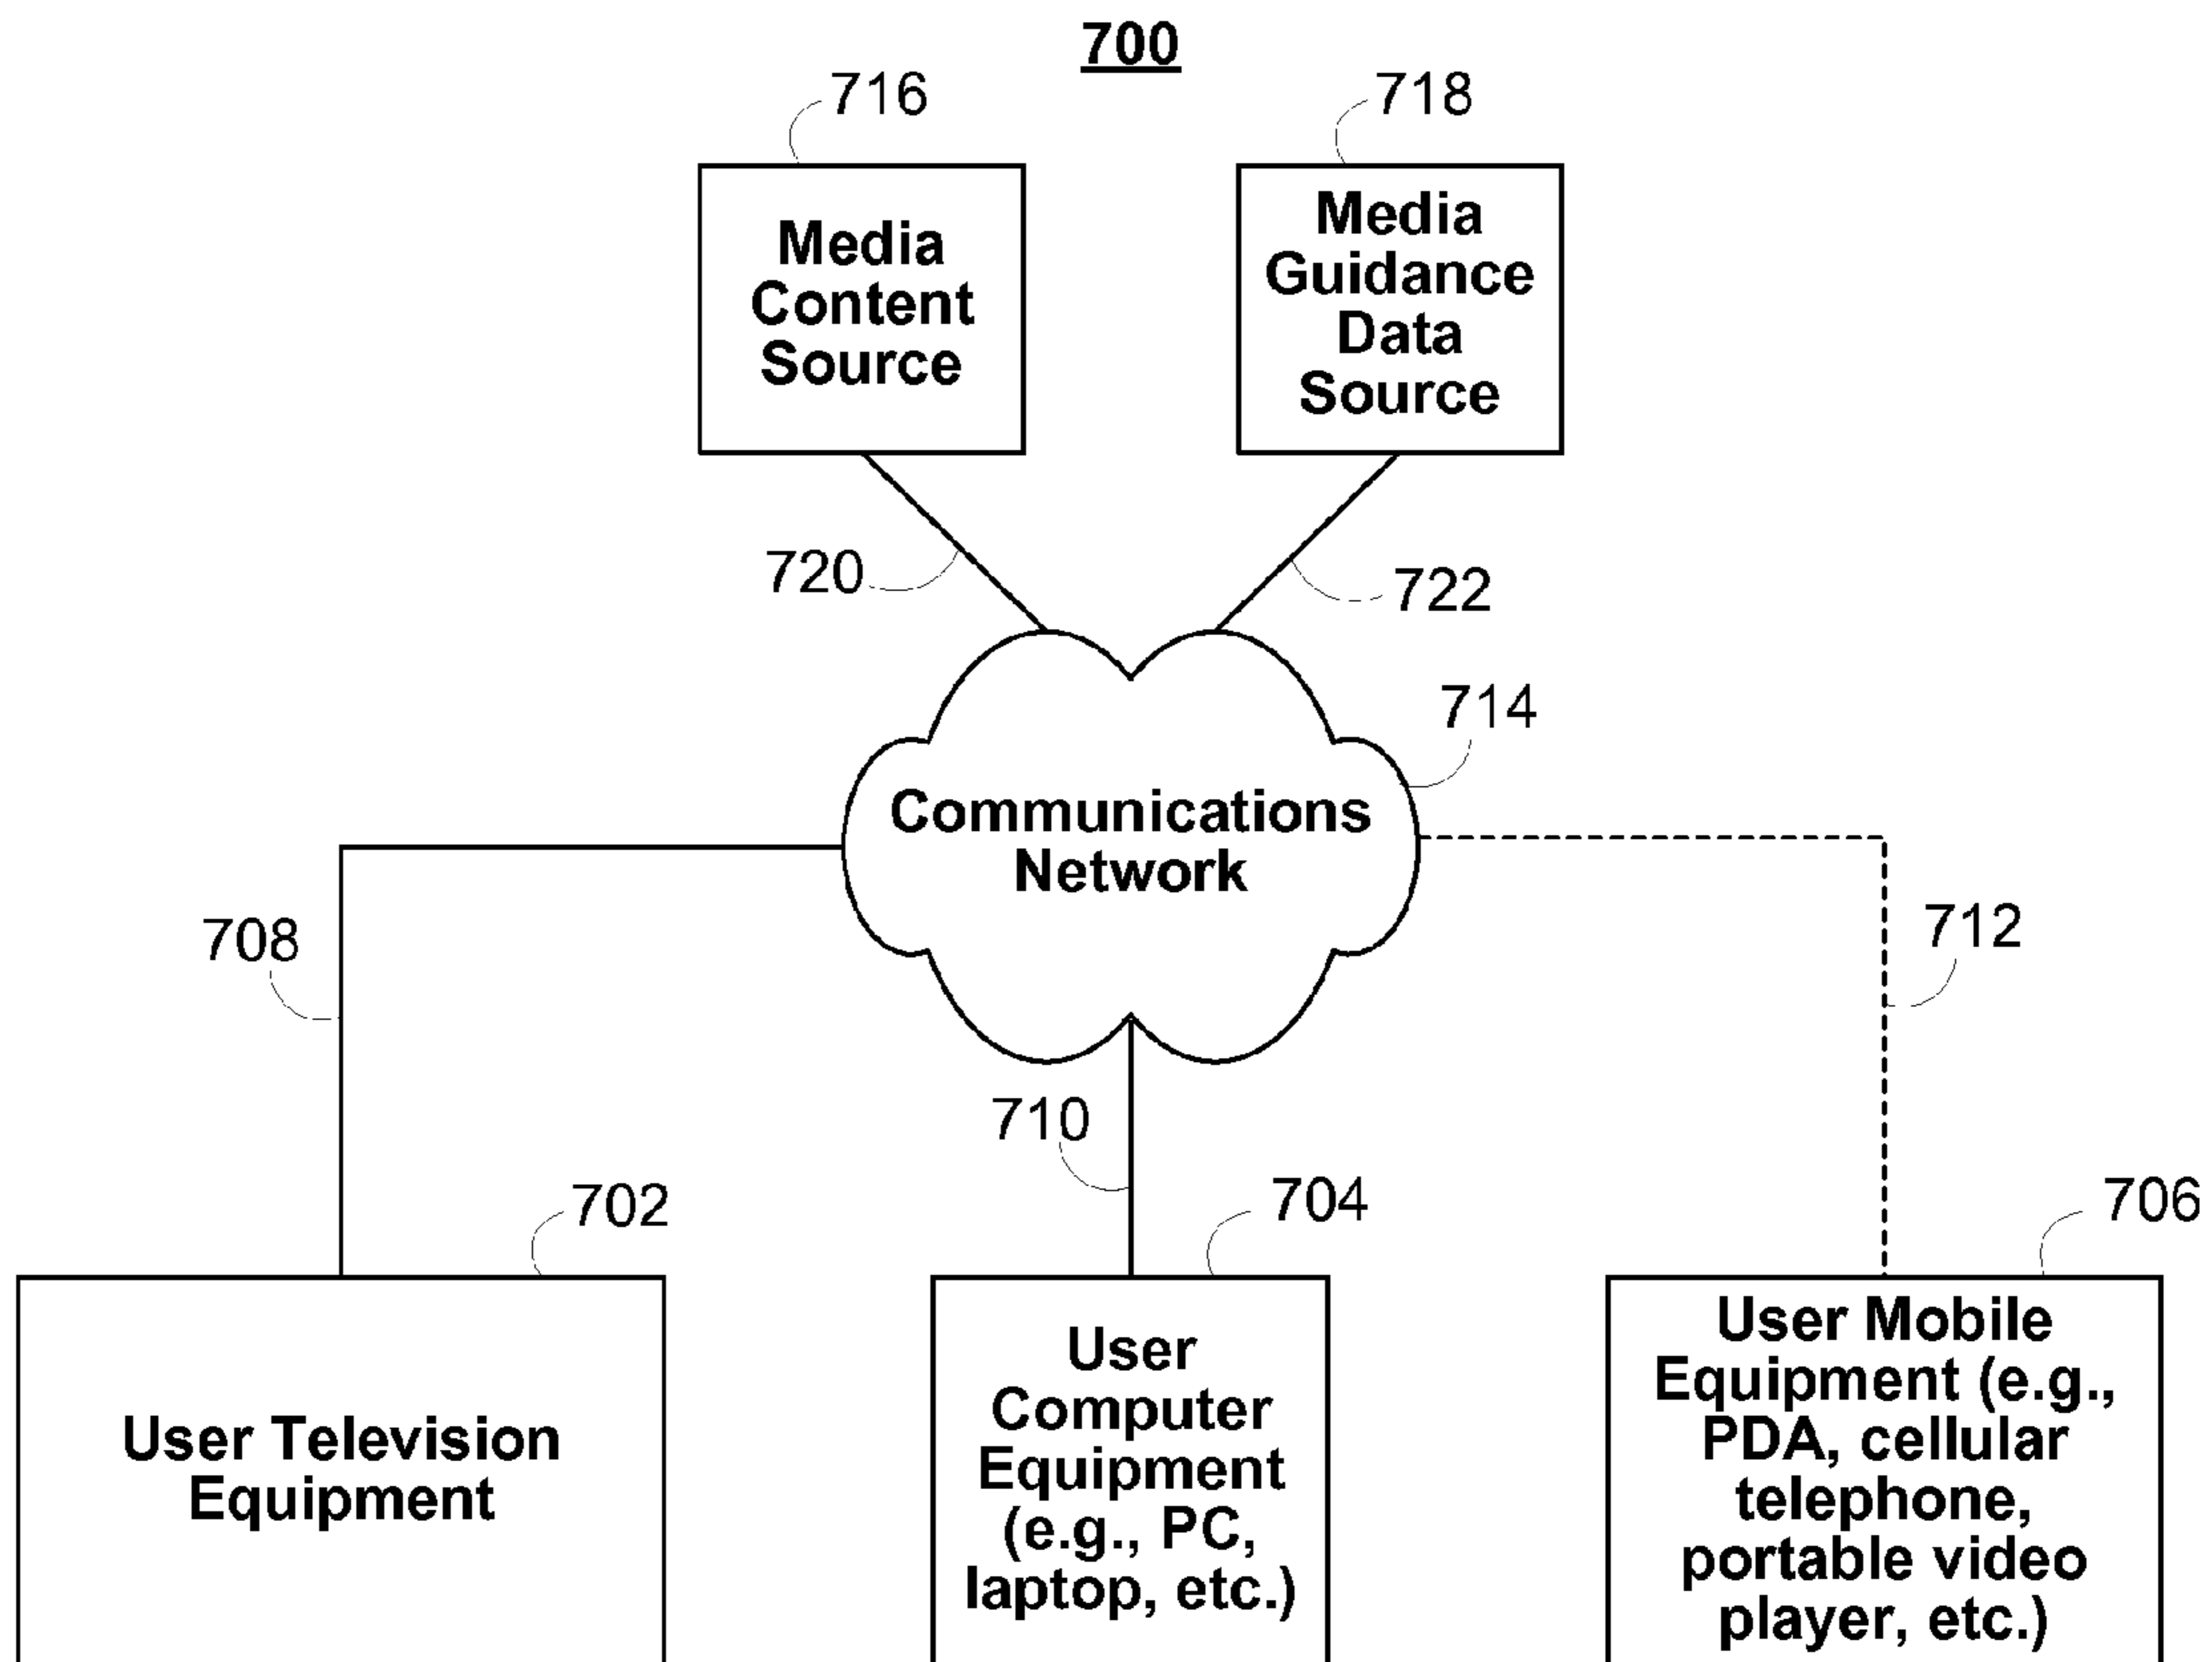 700
716
718
Media
Content
Source
Media
Guidance
Data
Source
720
722
714
Communications
Network
708
712
710
702
704
706
User Television
Equipment
User
Computer
Equipment
(e.g., PC,
laptop, etc.)
User Mobile
Equipment (e.g.,
PDA, cellular
telephone,
portable video
player, etc.)